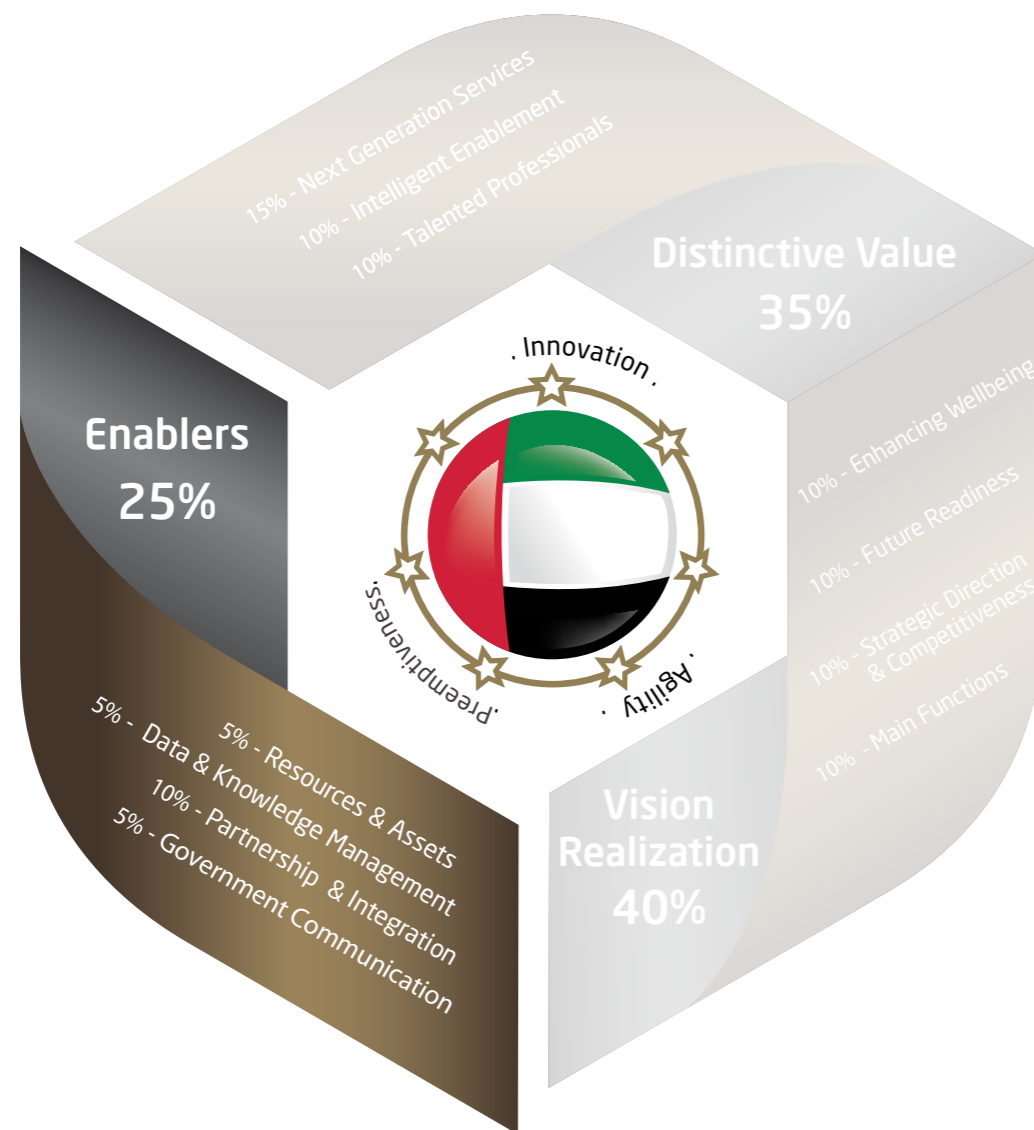 15% - Next Generation Services
10% - Intelligent Enablement
10% - Talented Professionals
Distinctive Value
35%
. Innovation .
. Agility .
.Preemptiveness.
Enablers
25%
5% - Resources & Assets
5% - Data & Knowledge Management
10% - Partnership & Integration
5% - Government Communication
10% - Enhancing Wellbeing
10% - Future Readiness
10% - Strategic Direction
& Competitiveness
10% - Main Functions
Vision
Realization
40%